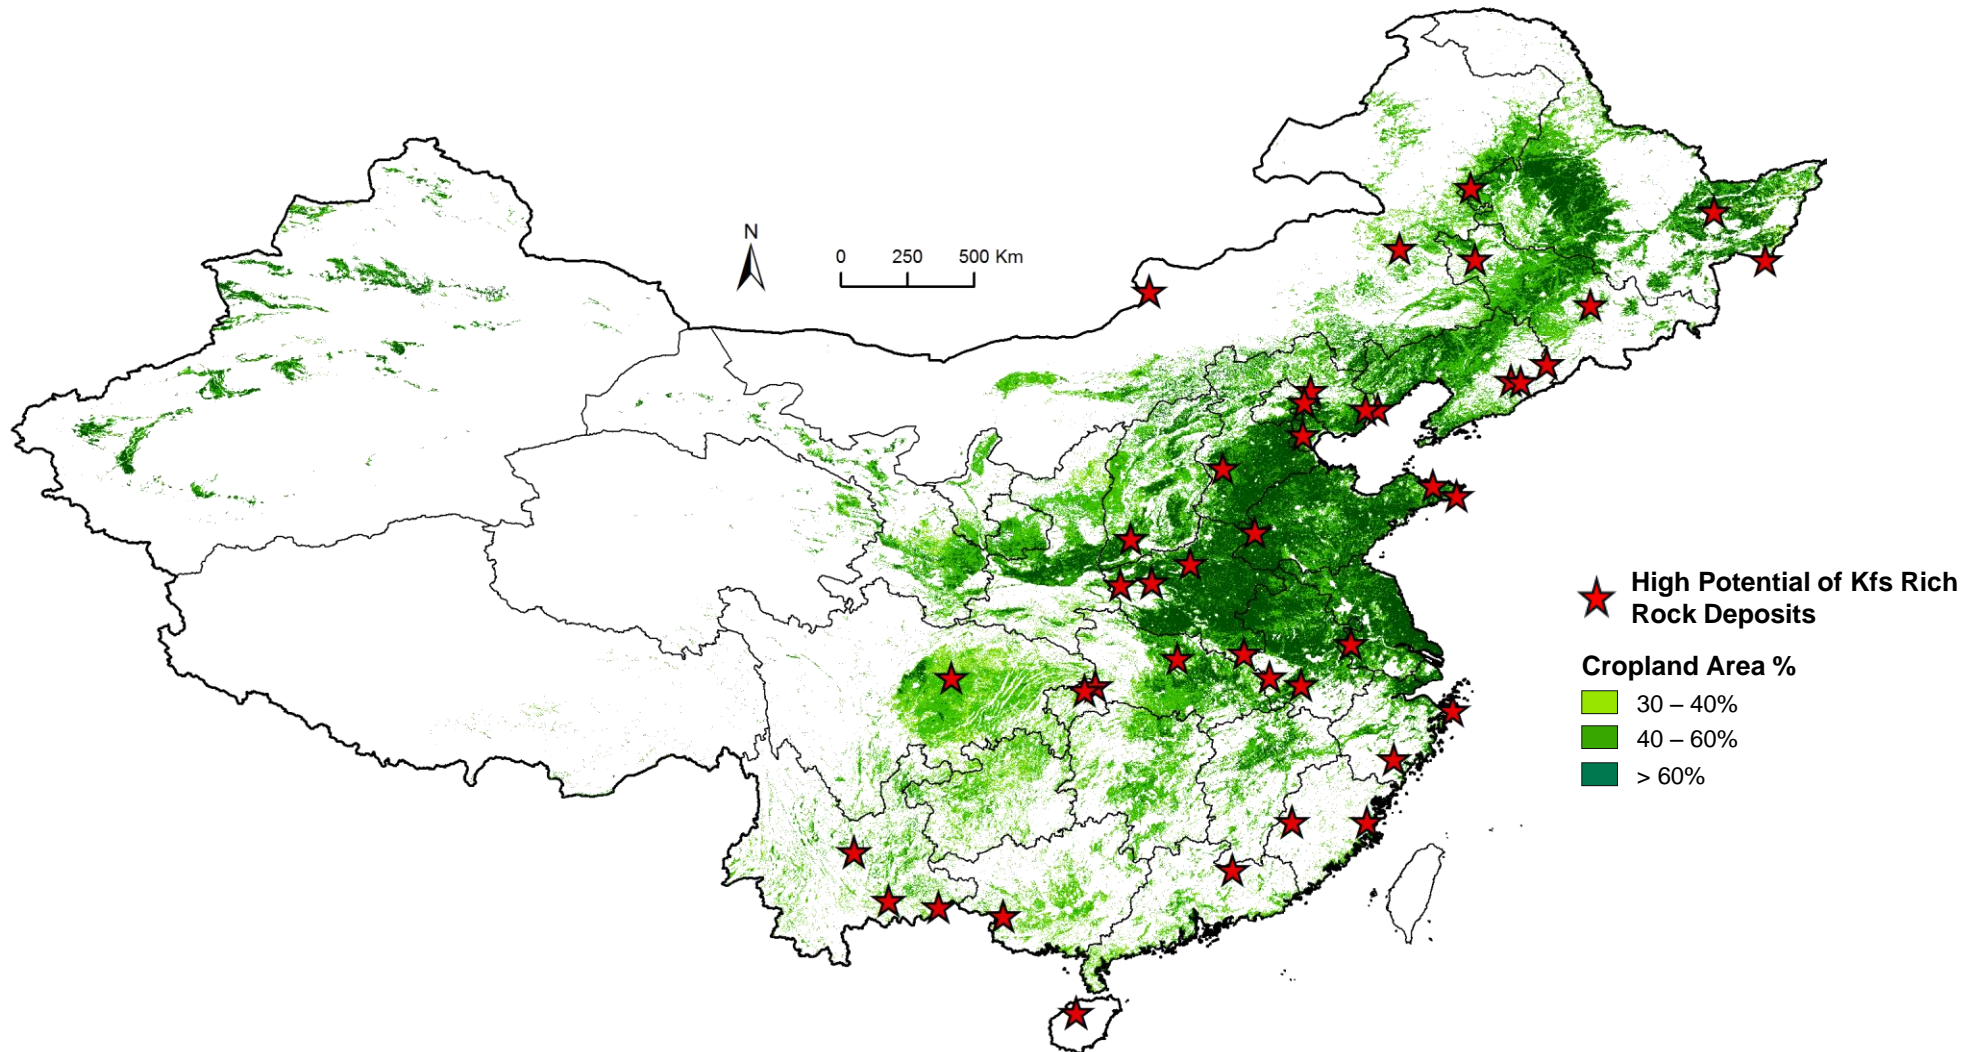 N
0 250 500 Km
High Potential of Kfs Rich
Rock Deposits
Cropland Area %
30 – 40%
40 – 60%
> 60%